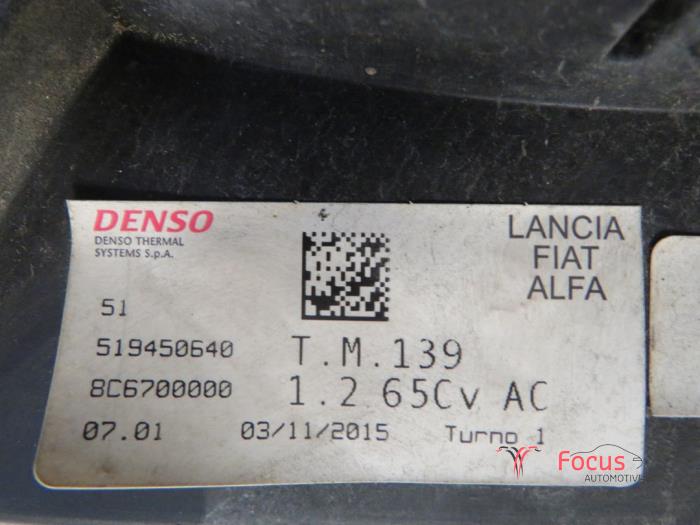 DENSO
DENSO THERMAL
SYSTEMS S.p.A.
LANCIA
FIAT
ALFA
51
519450640
T.M.139
8C6700000
1.2 65Cv AC
07.01
03/11/2015
Turno 1
Focus
AUTOMOTIVE